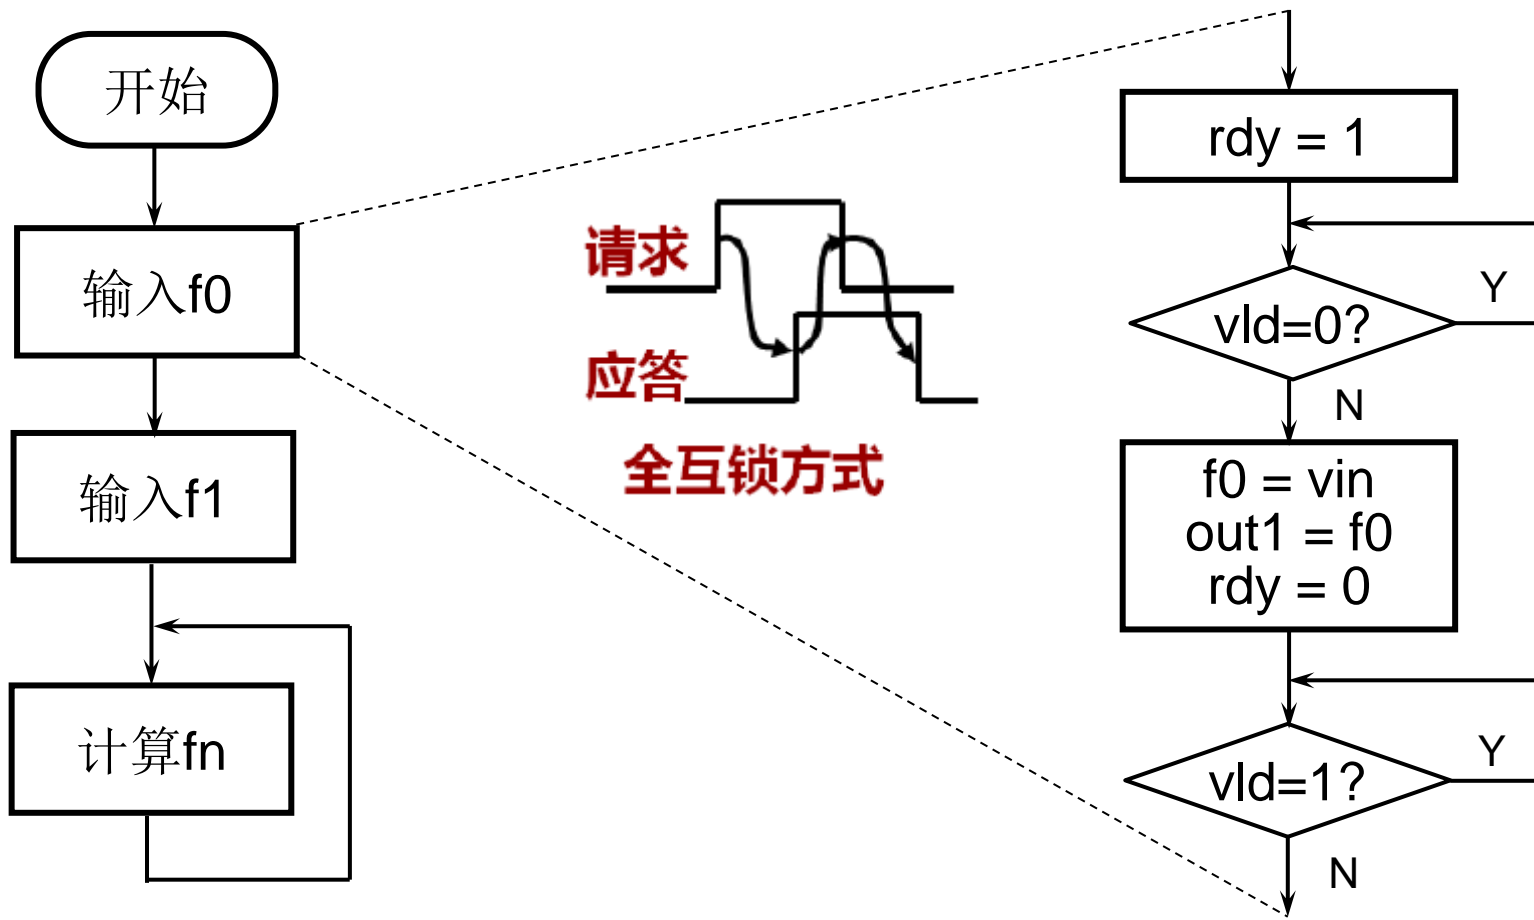 开始
输入f0
输入f1
计算fn
请求
应答
全互锁方式
rdy = 1
vld=0?
Y
N
f0 = vin
out1 = f0
rdy = 0
vld=1?
Y
N